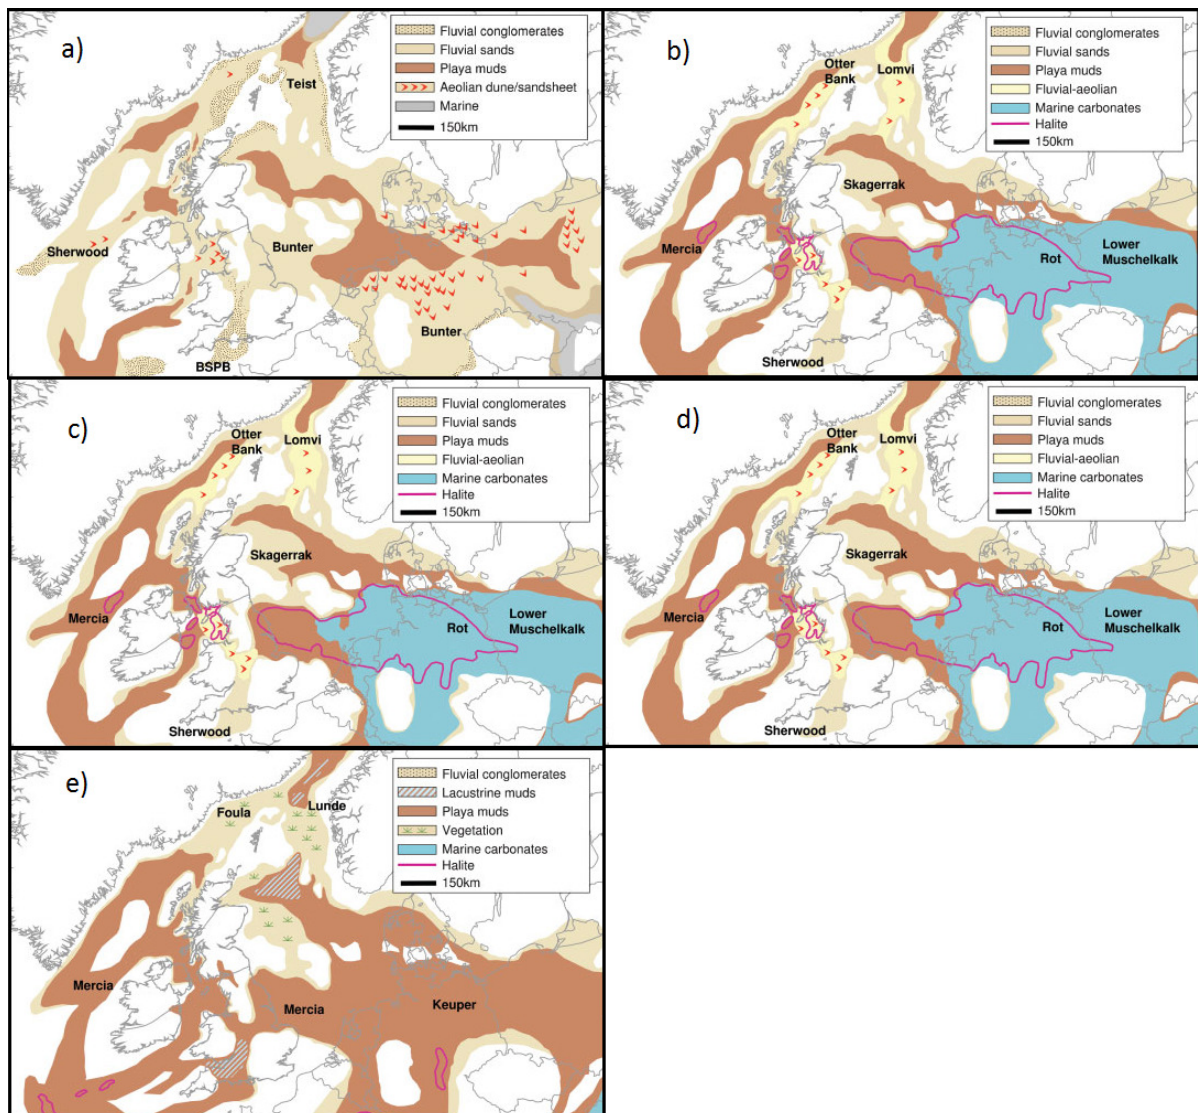 a)
Fluvial conglomerates
Fluvial sands
Playa muds
Aeolian dune/sandsheet
Marine
150km
Teist
Sherwood
Bunter
Bunter
BSPB
b)
Fluvial conglomerates
Fluvial sands
Playa muds
Fluvial-aeolian
Marine carbonates
Halite
150km
Otter
Bank
Lomvi
Skagerrak
Mercia
Rot
Lower
Muschelkalk
Sherwood
c)
Fluvial conglomerates
Fluvial sands
Playa muds
Fluvial-aeolian
Marine carbonates
Halite
150km
Otter
Bank
Lomvi
Skagerrak
Mercia
Rot
Lower
Muschelkalk
Sherwood
d)
Fluvial conglomerates
Fluvial sands
Playa muds
Fluvial-aeolian
Marine carbonates
Halite
150km
Otter
Bank
Lomvi
Skagerrak
Mercia
Rot
Lower
Muschelkalk
Sherwood
e)
Fluvial conglomerates
Lacustrine muds
Playa muds
Vegetation
Marine carbonates
Halite
150km
Foula
Lunde
Mercia
Mercia
Keuper